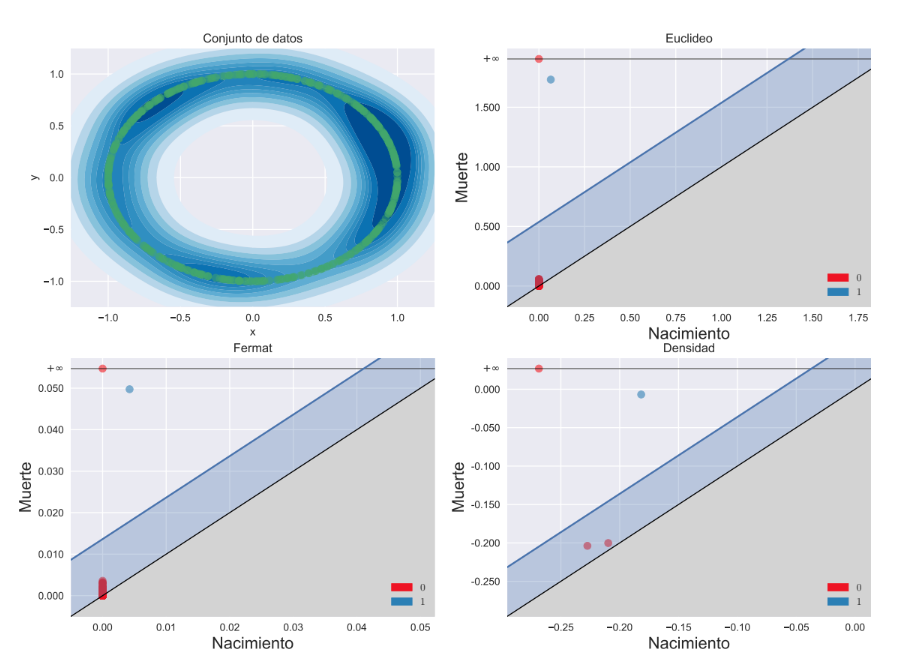 Conjunto de datos
1.0
0.5
0.0
−0.5
−1.0
y
−1.0 −0.5 0.0 0.5 1.0
x
Euclideo
+∞
1.500
1.000
0.500
0.000
Muerte
0
1
0.00 0.25 0.50 0.75 1.00 1.25 1.50 1.75
Nacimiento
Fermat
+∞
0.050
0.040
0.030
0.020
0.010
0.000
Muerte
0
1
0.00 0.01 0.02 0.03 0.04 0.05
Nacimiento
Densidad
+∞
0.000
-0.050
-0.100
-0.150
-0.200
-0.250
Muerte
0
1
−0.25 −0.20 −0.15 −0.10 −0.05 0.00
Nacimiento